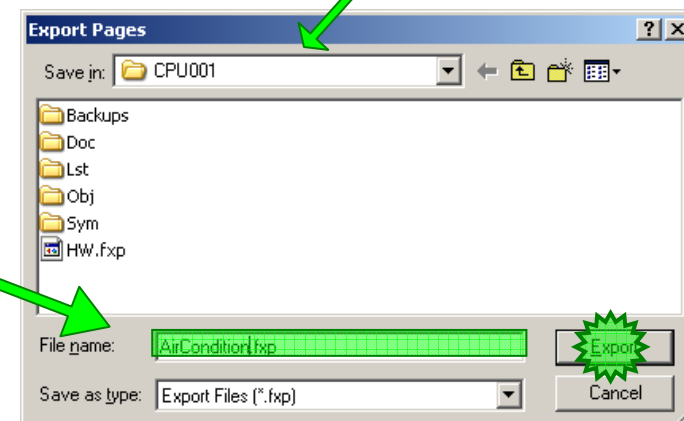 Export Pages
Save in: CPU001
Backups
Doc
Lst
Obj
Sym
HW.fxp
File name: AirCondition.fxp Export
Save as type: Export Files (*.fxp) Cancel